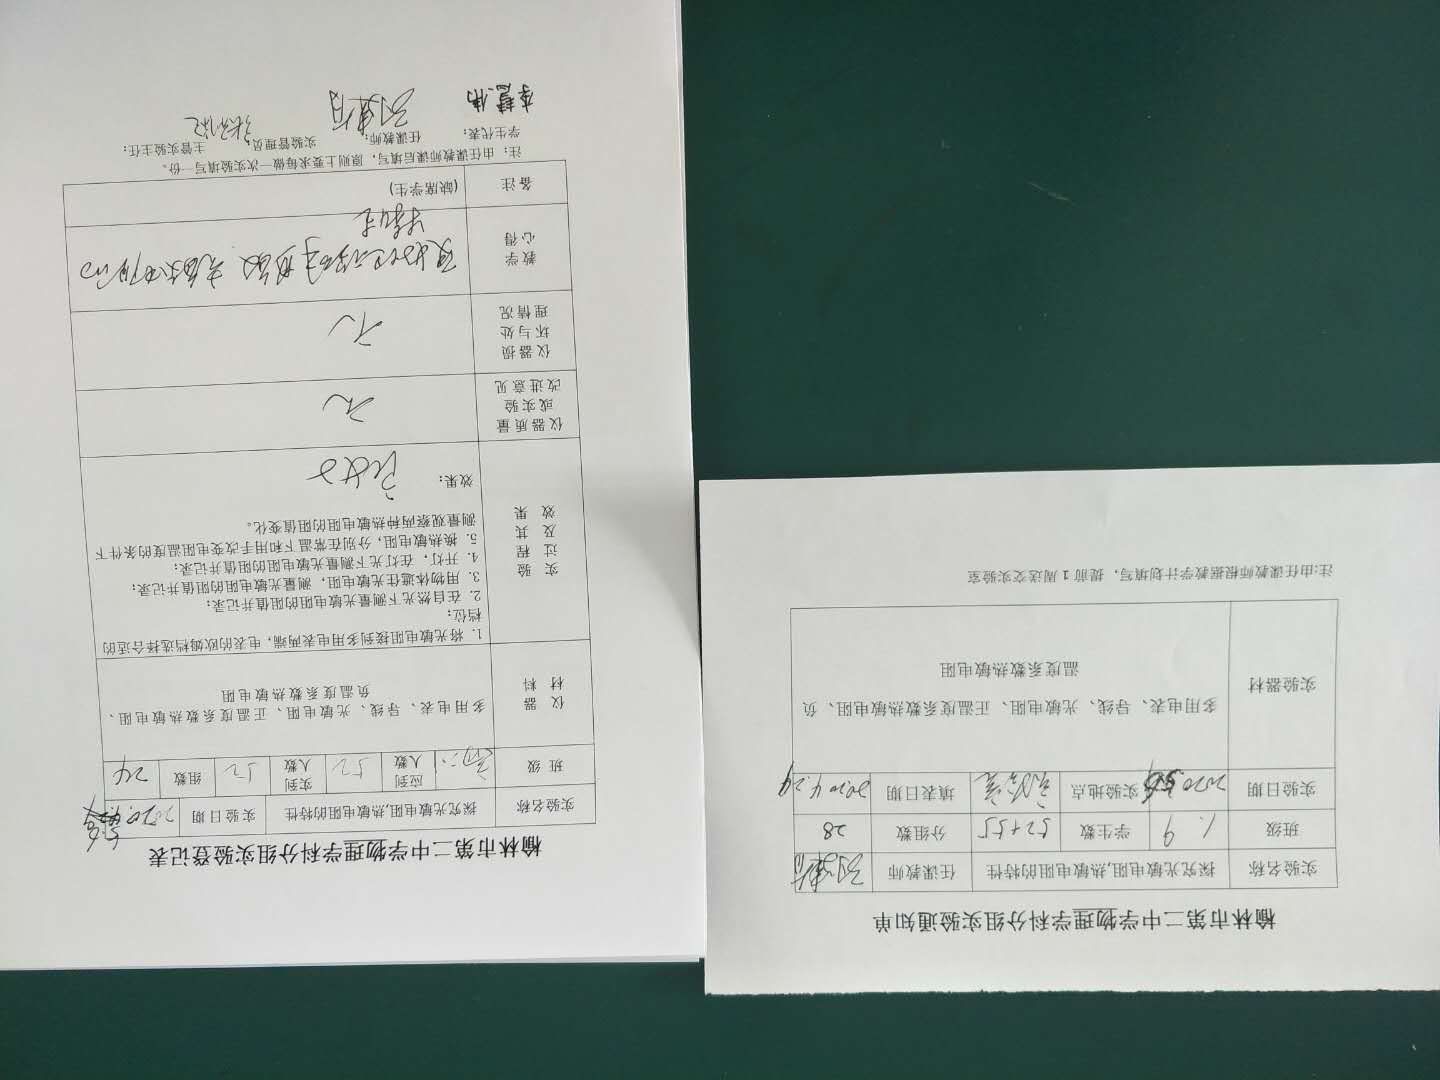 榆林市第二中学物理学科分组实验通知单
实验名称 探究光敏电阻,热敏电阻的特性 任课教师
班级 1.9 学生数 52+55 分组数 28
实验日期 实验地点 填表日期 2020.4.29
实验器材 多用电表、导线、光敏电阻、正温度系数热敏电阻、负
温度系数热敏电阻
注:由任课教师根据教学计划填写，提前1周送交实验室
榆林市第二中学物理学科分组实验登记表
实验名称 探究光敏电阻,热敏电阻的特性 实验日期
班级 应到人数 52 实到人数 52 组数 24
仪器材料 多用电表、导线、光敏电阻、正温度系数热敏电阻、
负温度系数热敏电阻
实验过程及其效果
1. 将光敏电阻接到多用电表两端，电表的欧姆档选择合适的
档位;
2. 在自然光下测量光敏电阻的阻值并记录;
3. 用物体遮住光敏电阻，测量光敏电阻的阻值并记录;
4. 开灯，在灯光下测量光敏电阻的阻值并记录;
5. 换热敏电阻，分别在常温下和用手改变电阻温度的条件下
测量观察两种热敏电阻的阻值变化。
效果:
仪器质量或实验改进意见 无
仪器损坏与处理情况 无
教学心得
备注 (缺席学生)
注: 由任课教师课后填写，原则上要求每做一次实验填写一份。
学生代表: 任课教师: 实验管理员: 主管实验主任:
李慧